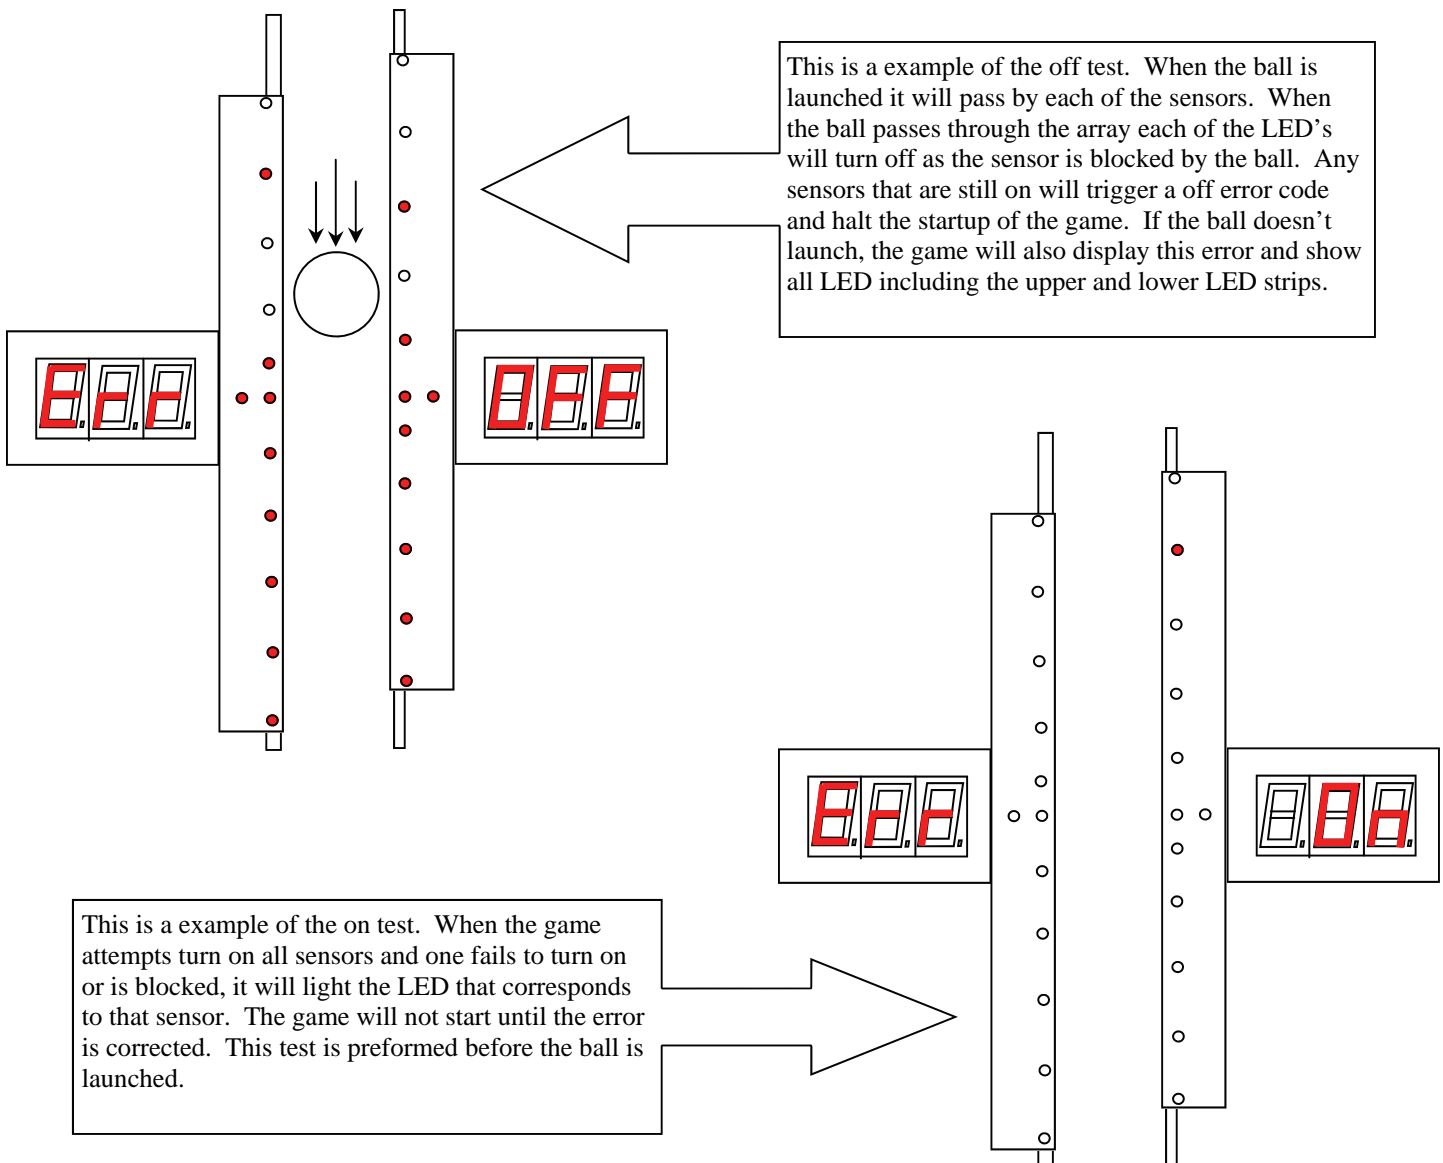 This is a example of the off test.  When the ball is
launched it will pass by each of the sensors.  When
the ball passes through the array each of the LED’s
will turn off as the sensor is blocked by the ball.  Any
sensors that are still on will trigger a off error code
and halt the startup of the game.  If the ball doesn’t
launch, the game will also display this error and show
all LED including the upper and lower LED strips.
Err
OFF
Err
On
This is a example of the on test.  When the game
attempts turn on all sensors and one fails to turn on
or is blocked, it will light the LED that corresponds
to that sensor.  The game will not start until the error
is corrected.  This test is preformed before the ball is
launched.